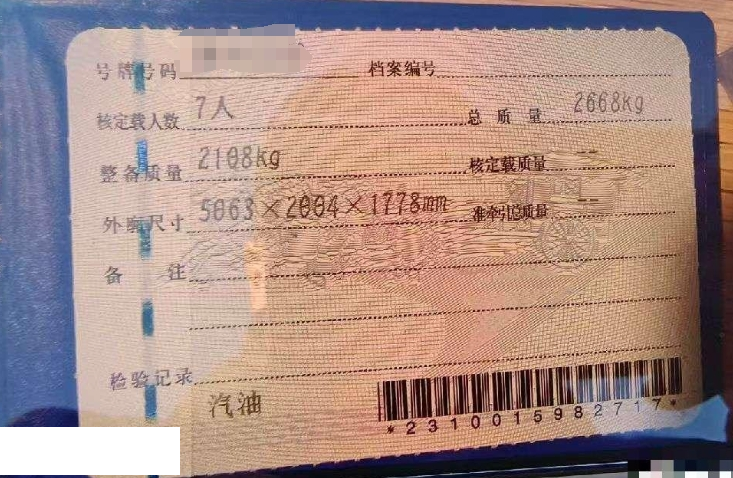 号牌号码 档案编号
核定载人数 7人 总质量 2668kg
整备质量 2108kg 核定载质量 --
外廓尺寸 5063×2004×1778mm 准牵引总质量 --
备注
检验记录
汽油
*2310015982717*